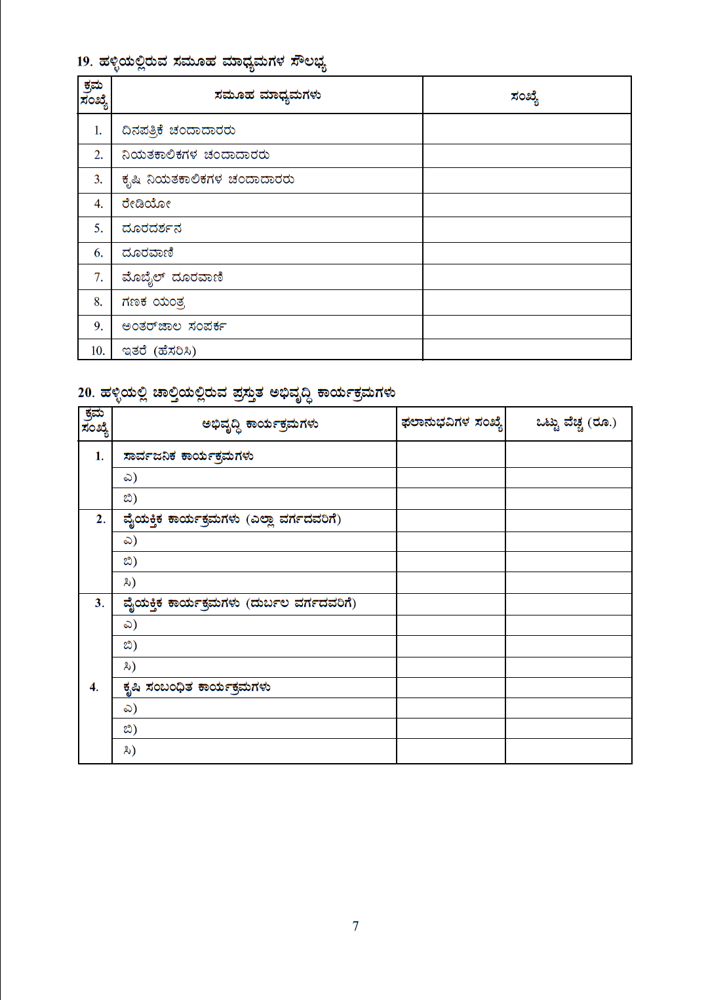 19. ಹಳ್ಳಿಯಲ್ಲಿರುವ ಸಮೂಹ ಮಾಧ್ಯಮಗಳ ಸೌಲಭ್ಯ
ಕ್ರಮ ಸಂಖ್ಯೆ ಸಮೂಹ ಮಾಧ್ಯಮಗಳು ಸಂಖ್ಯೆ
1. ದಿನಪತ್ರಿಕೆ ಚಂದಾದಾರರು
2. ನಿಯತಕಾಲಿಕಗಳ ಚಂದಾದಾರರು
3. ಕೃಷಿ ನಿಯತಕಾಲಿಕಗಳ ಚಂದಾದಾರರು
4. ರೇಡಿಯೋ
5. ದೂರದರ್ಶನ
6. ದೂರವಾಣಿ
7. ಮೊಬೈಲ್ ದೂರವಾಣಿ
8. ಗಣಕ ಯಂತ್ರ
9. ಅಂತರ್‌ಜಾಲ ಸಂಪರ್ಕ
10. ಇತರೆ (ಹೆಸರಿಸಿ)
20. ಹಳ್ಳಿಯಲ್ಲಿ ಚಾಲ್ತಿಯಲ್ಲಿರುವ ಪ್ರಸ್ತುತ ಅಭಿವೃದ್ಧಿ ಕಾರ್ಯಕ್ರಮಗಳು
ಕ್ರಮ ಸಂಖ್ಯೆ ಅಭಿವೃದ್ಧಿ ಕಾರ್ಯಕ್ರಮಗಳು ಫಲಾನುಭವಿಗಳ ಸಂಖ್ಯೆ ಒಟ್ಟು ವೆಚ್ಚ (ರೂ.)
1. ಸಾರ್ವಜನಿಕ ಕಾರ್ಯಕ್ರಮಗಳು
ಎ)
ಬಿ)
2. ವೈಯಕ್ತಿಕ ಕಾರ್ಯಕ್ರಮಗಳು (ಎಲ್ಲಾ ವರ್ಗದವರಿಗೆ)
ಎ)
ಬಿ)
ಸಿ)
3. ವೈಯಕ್ತಿಕ ಕಾರ್ಯಕ್ರಮಗಳು (ದುರ್ಬಲ ವರ್ಗದವರಿಗೆ)
ಎ)
ಬಿ)
ಸಿ)
4. ಕೃಷಿ ಸಂಬಂಧಿತ ಕಾರ್ಯಕ್ರಮಗಳು
ಎ)
ಬಿ)
ಸಿ)
7